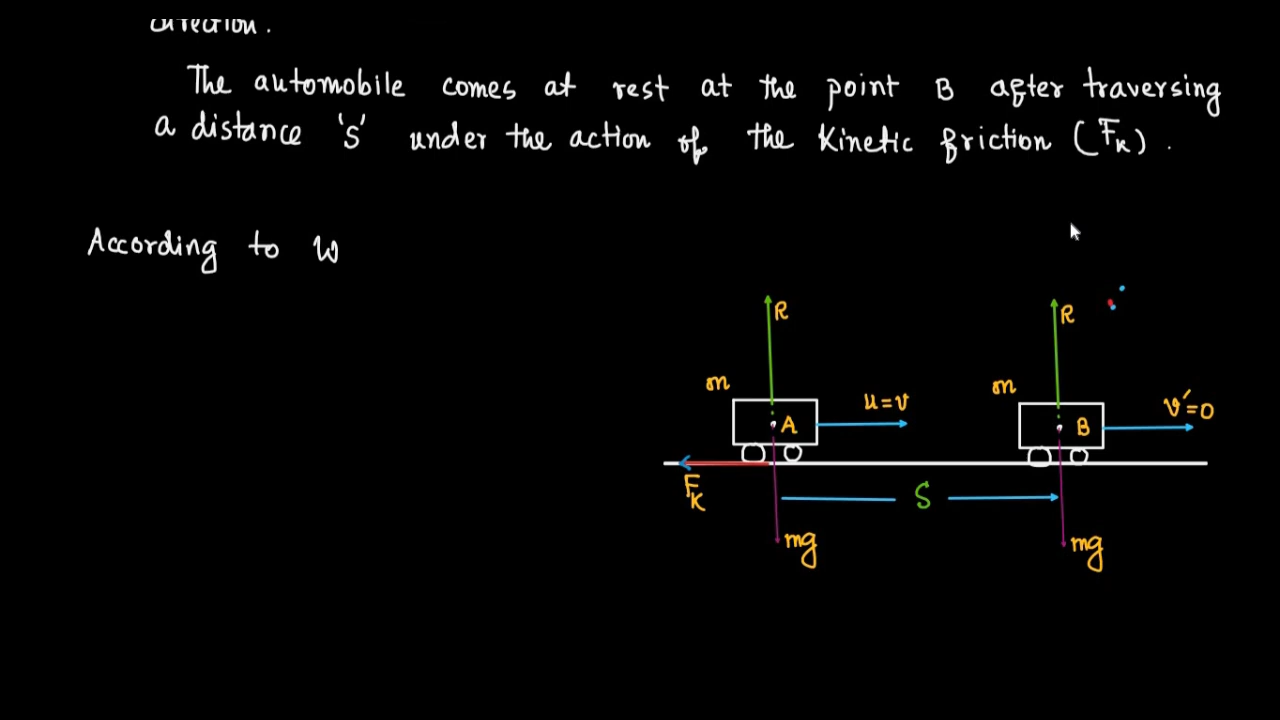 direction.
The automobile comes at rest at the point B after traversing
a distance 's' under the action of the Kinetic friction (Fk).
According to W
R
R
m
m
u=v
v'=0
A
B
Fk
S
mg
mg